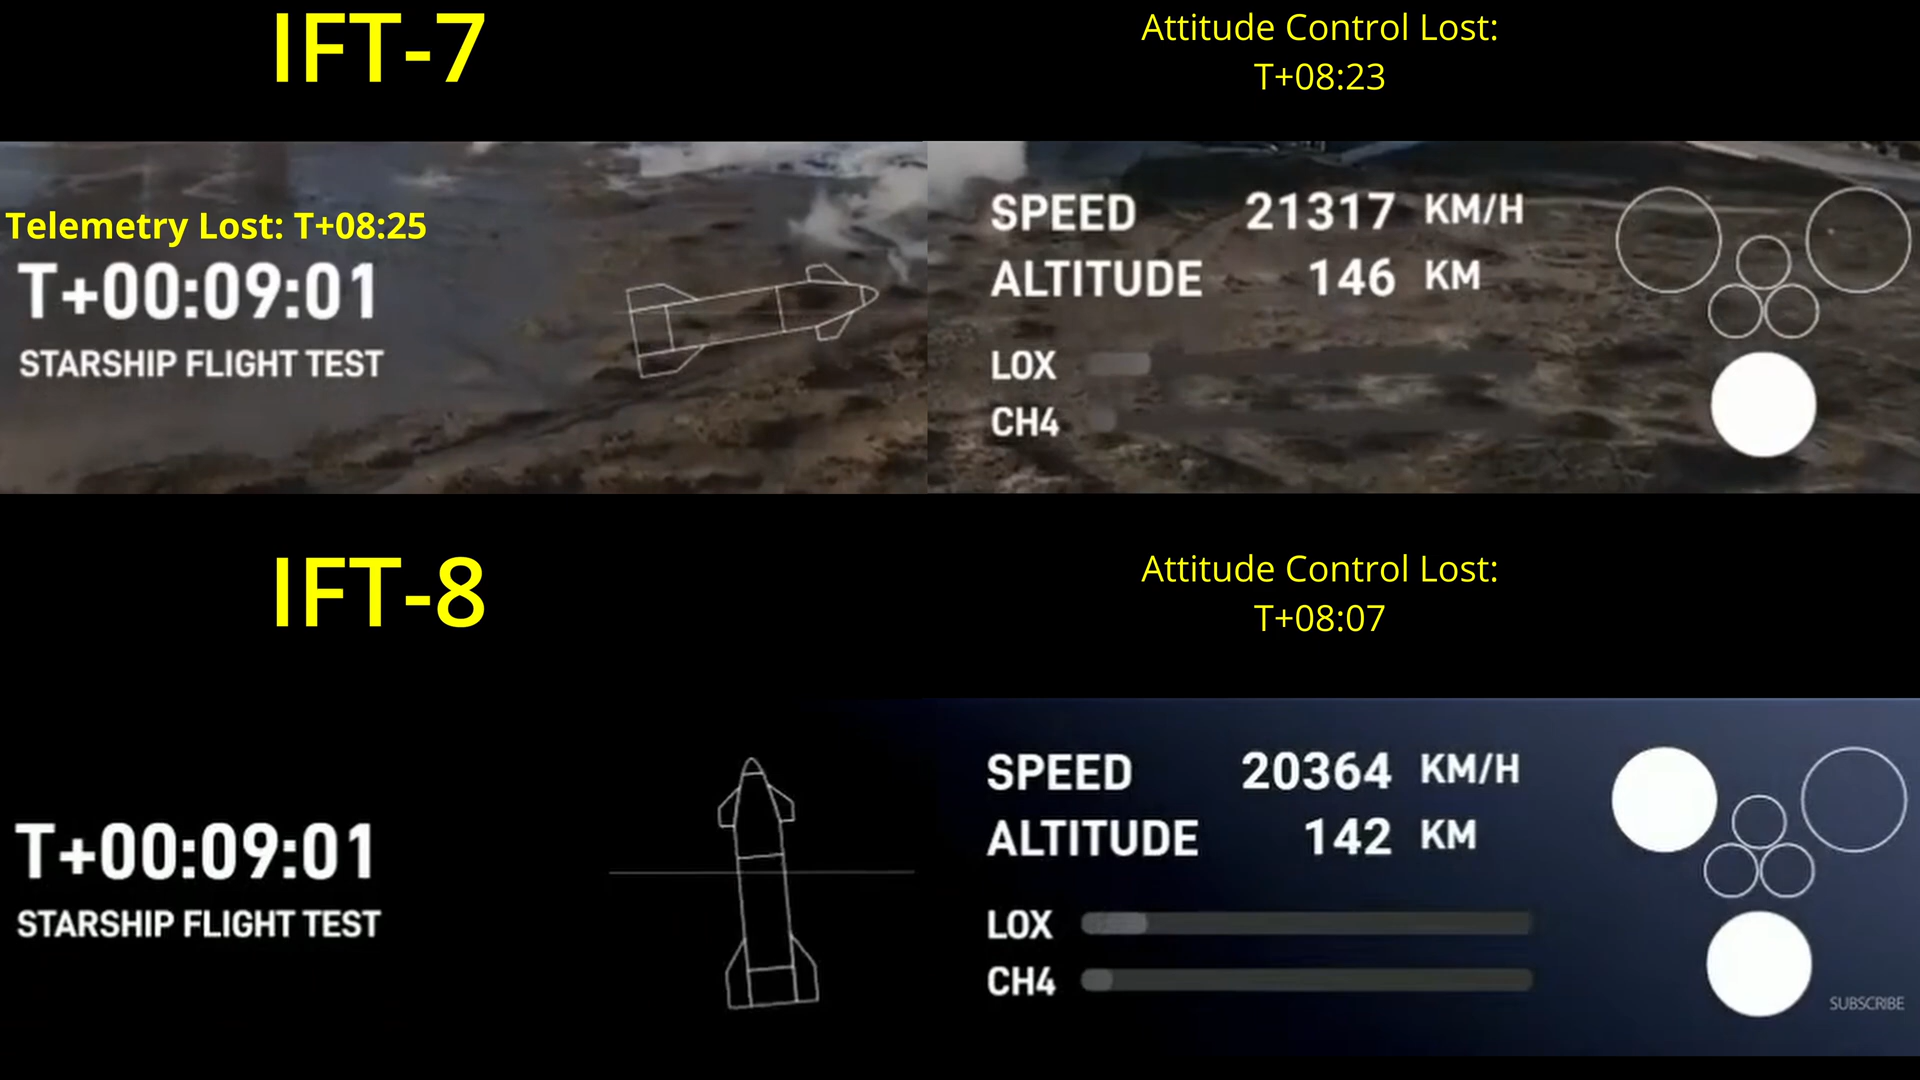 IFT-7
Attitude Control Lost:
T+08:23
Telemetry Lost: T+08:25
T+00:09:01
STARSHIP FLIGHT TEST
SPEED 21317 KM/H
ALTITUDE 146 KM
LOX
CH4
IFT-8
Attitude Control Lost:
T+08:07
T+00:09:01
STARSHIP FLIGHT TEST
SPEED 20364 KM/H
ALTITUDE 142 KM
LOX
CH4
SUBSCRIBE